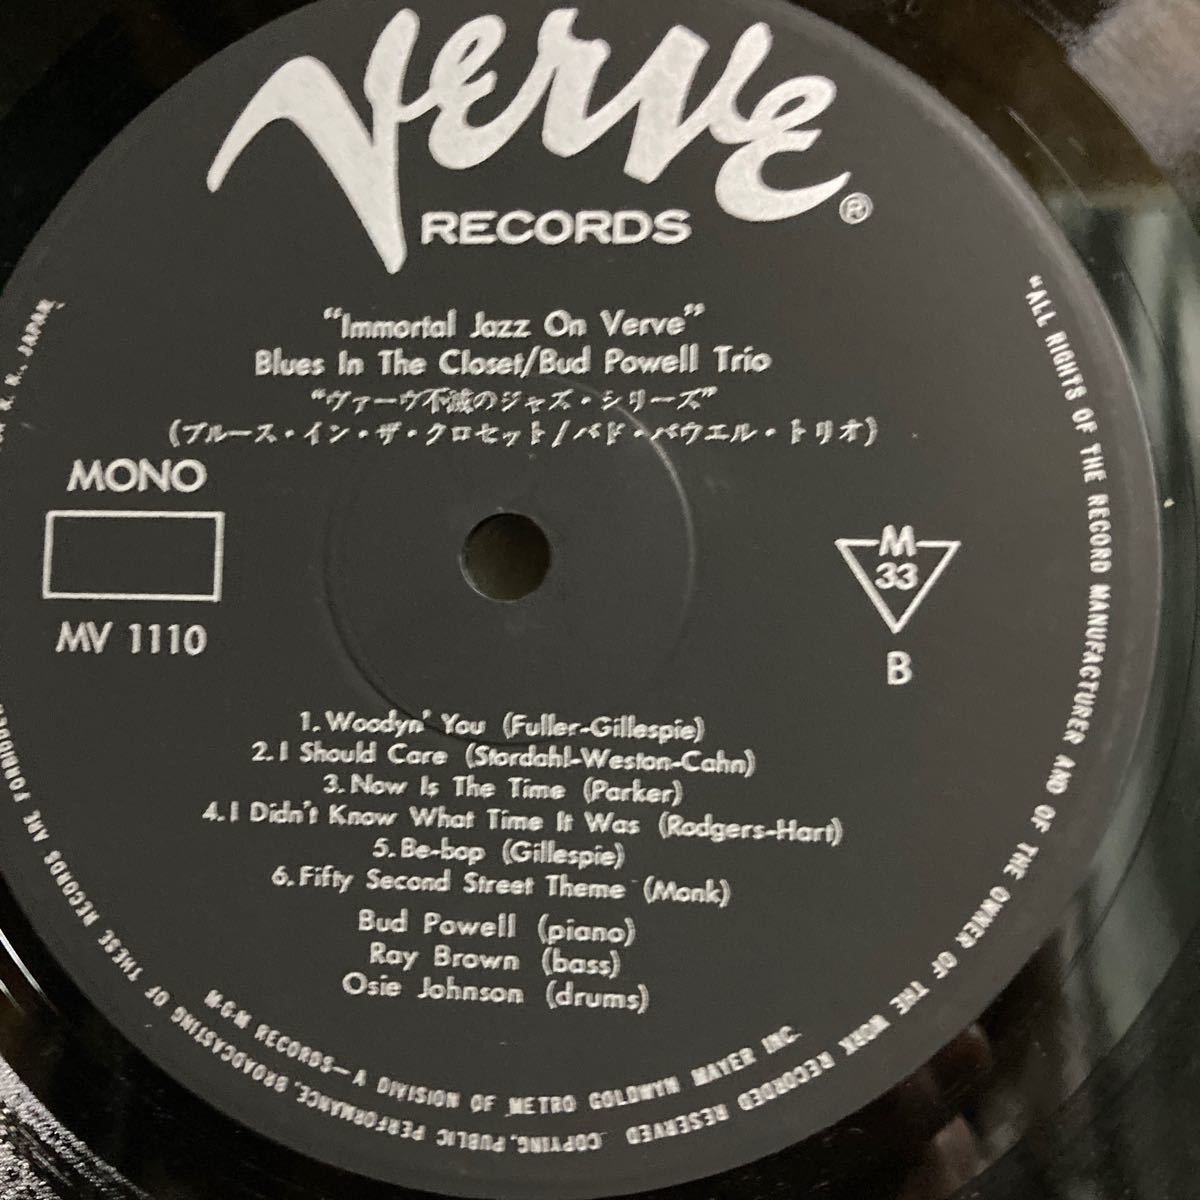 Verve ®
RECORDS
"Immortal Jazz On Verve"
Blues In The Closet/Bud Powell Trio
"ヴァーヴ不滅のジャズ・シリーズ"
(ブルース・イン・ザ・クロセット/バド・パウエル・トリオ)
MONO
MV 1110
M
33
B
1. Woodyn' You (Fuller-Gillespie)
2. I Should Care (Stordahl-Weston-Cahn)
3. Now Is The Time (Parker)
4. I Didn't Know What Time It Was (Rodgers-Hart)
5. Be-bop (Gillespie)
6. Fifty Second Street Theme (Monk)
Bud Powell (piano)
Ray Brown (bass)
Osie Johnson (drums)
M·G·M RECORDS—A DIVISION OF METRO GOLDWYN MAYER INC.
"ALL RIGHTS OF THE RECORD MANUFACTURER AND OF THE OWNER OF THE WORK RECORDED RESERVED COPYING, PUBLIC PERFORMANCE, BROADCASTING OF THESE RECORDS ARE
K. K., JAPAN